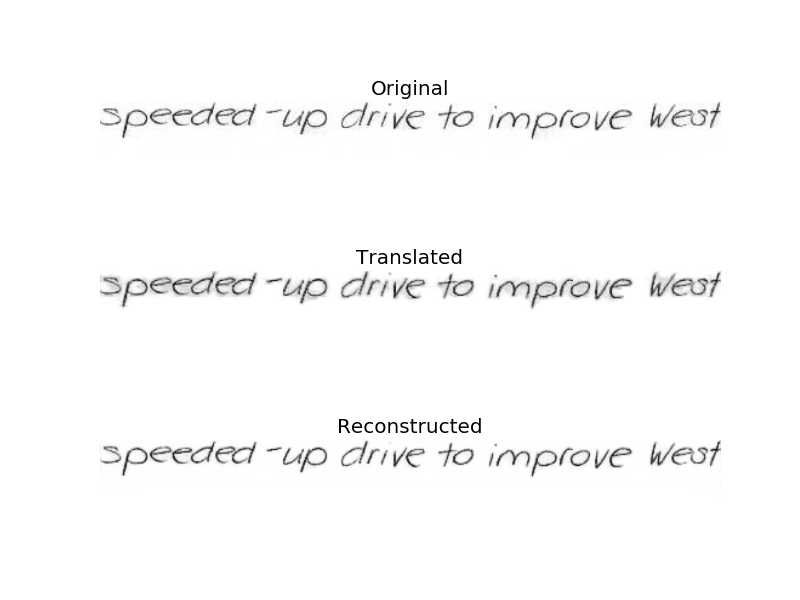 Original
speeded -up drive to improve West
Translated
speeded -up drive to improve West
Reconstructed
speeded -up drive to improve West